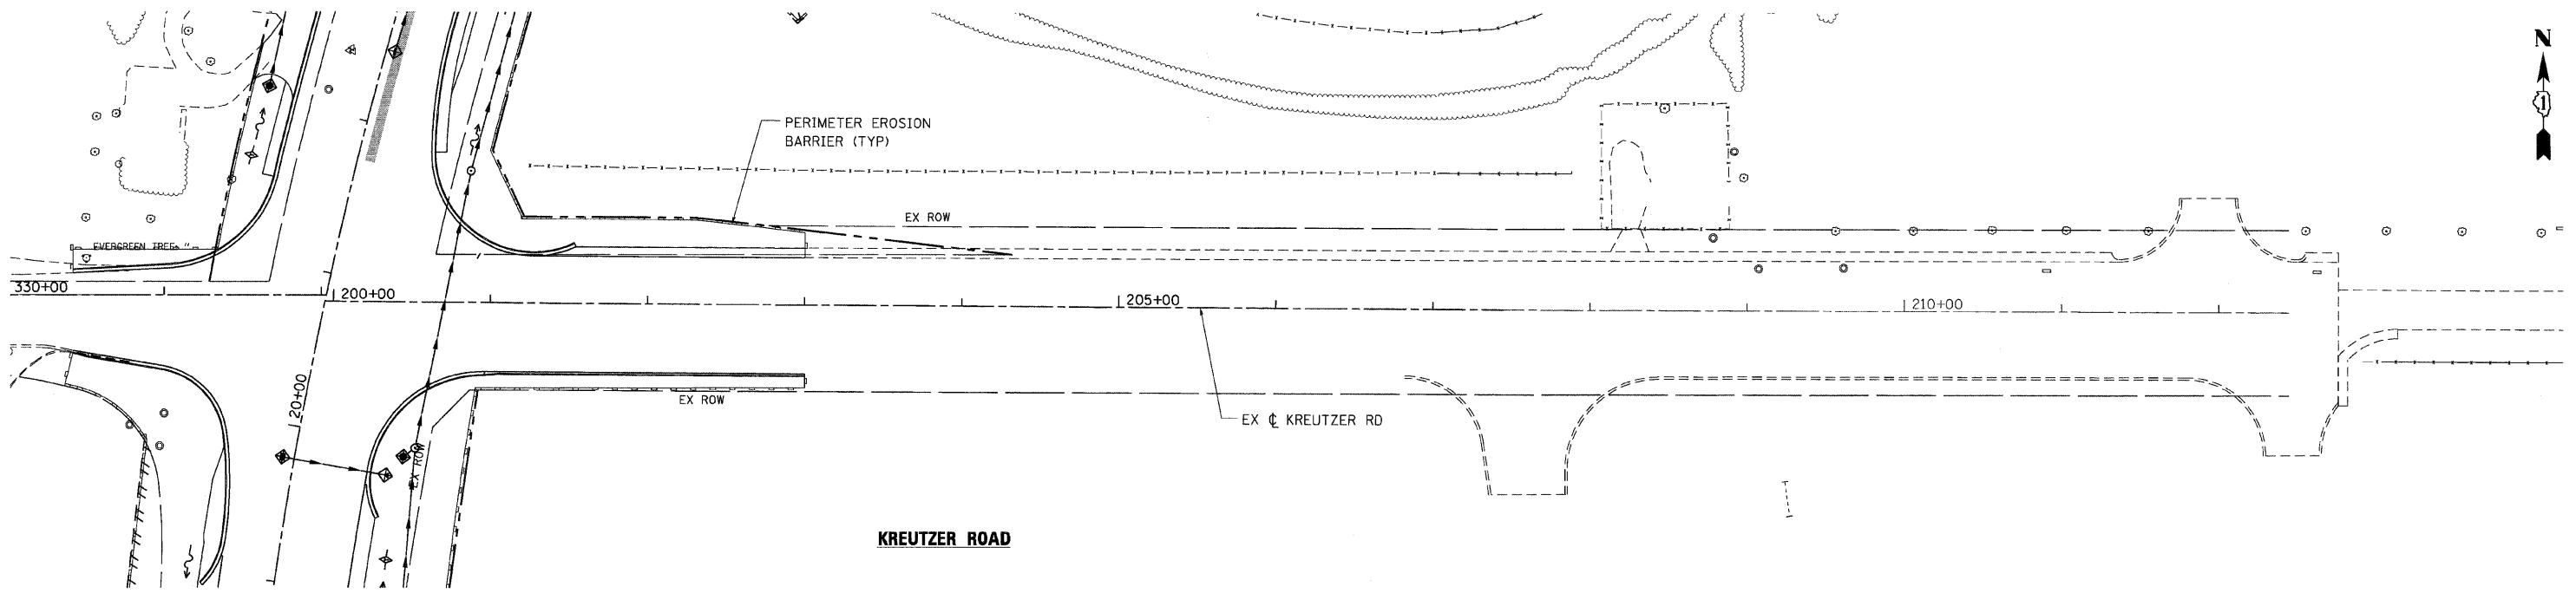 N
1
PERIMETER EROSION
BARRIER (TYP)
EX ROW
EVERGREEN TREE "
330+00
200+00
205+00
210+00
20+00
EX ROW
EX ℄ KREUTZER RD
EX ROW
KREUTZER ROAD